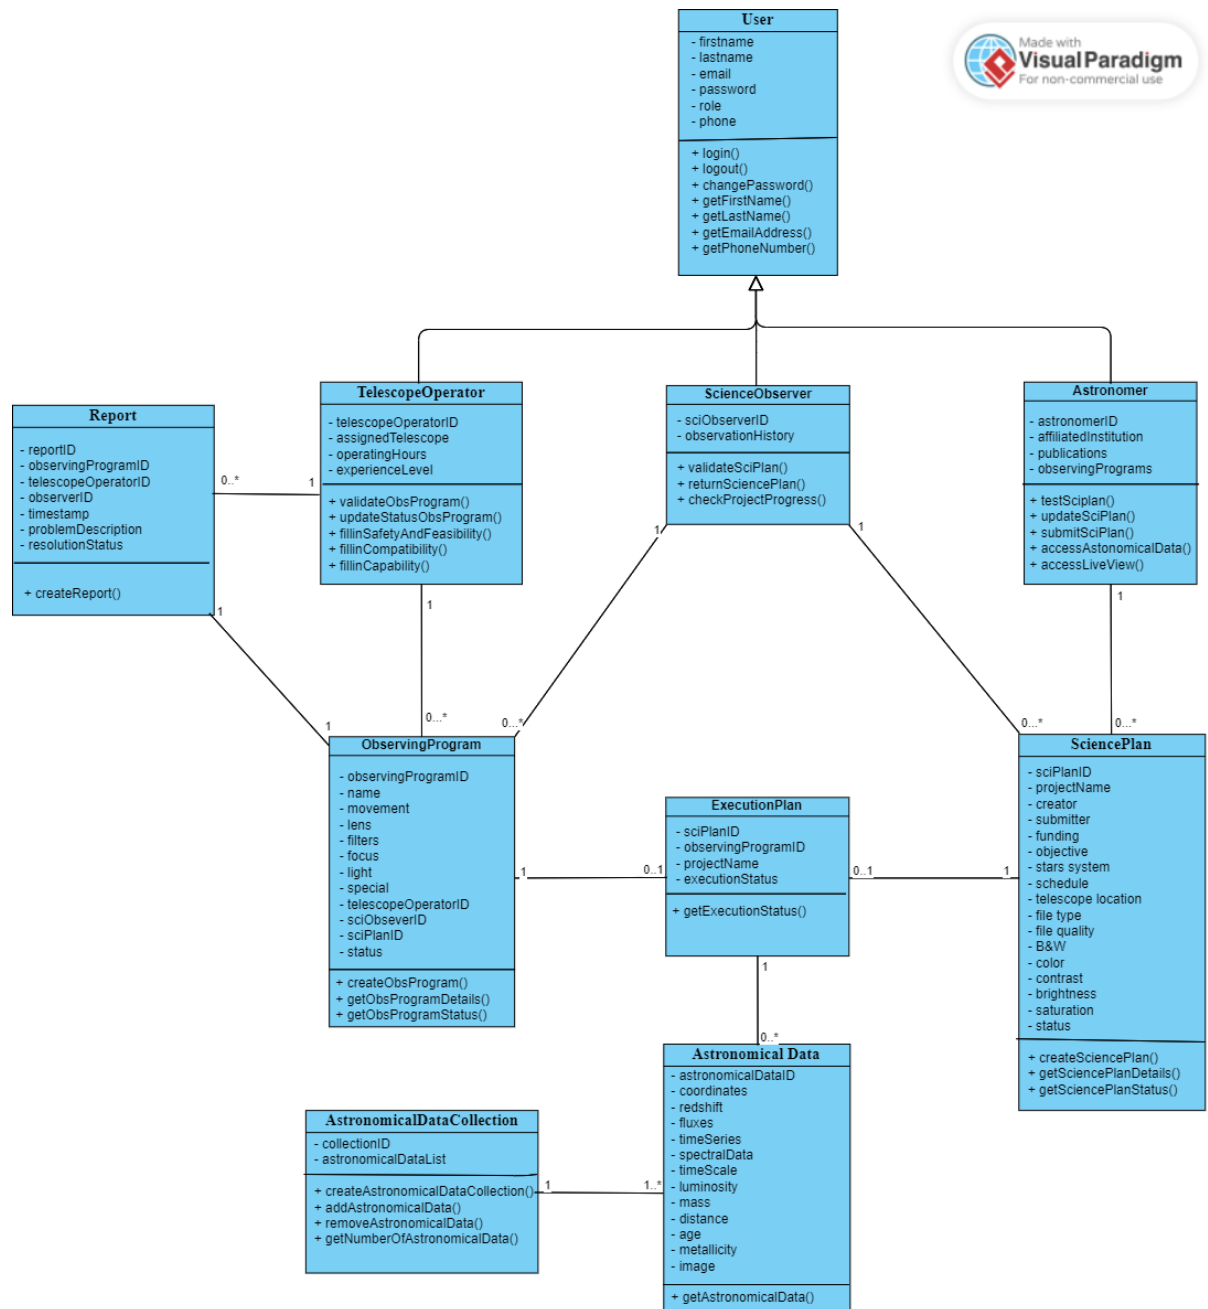 User
- firstname
- lastname
- email
- password
- role
- phone
+ login()
+ logout()
+ changePassword()
+ getFirstName()
+ getLastName()
+ getEmailAddress()
+ getPhoneNumber()
Made with
Visual Paradigm
For non-commercial use
Report
- reportID
- observingProgramID
- telescopeOperatorID
- observerID
- timestamp
- problemDescription
- resolutionStatus
+ createReport()
0..*
1
TelescopeOperator
- telescopeOperatorID
- assignedTelescope
- operatingHours
- experienceLevel
+ validateObsProgram()
+ updateStatusObsProgram()
+ fillinSafetyAndFeasibility()
+ fillinCompatibility()
+ fillinCapability()
ScienceObserver
- sciObserverID
- observationHistory
+ validateSciPlan()
+ returnSciencePlan()
+ checkProjectProgress()
Astronomer
- astronomerID
- affiliatedInstitution
- publications
- observingPrograms
+ testSciplan()
+ updateSciPlan()
+ submitSciPlan()
+ accessAstonomicalData()
+ accessLiveView()
1
1
1
1
1
1
0...*
0...*
0...*
0...*
ObservingProgram
- observingProgramID
- name
- movement
- lens
- filters
- focus
- light
- special
- telescopeOperatorID
- sciObseverID
- sciPlanID
- status
+ createObsProgram()
+ getObsProgramDetails()
+ getObsProgramStatus()
1
0..1
ExecutionPlan
- sciPlanID
- observingProgramID
- projectName
- executionStatus
+ getExecutionStatus()
0..1
1
SciencePlan
- sciPlanID
- projectName
- creator
- submitter
- funding
- objective
- stars system
- schedule
- telescope location
- file type
- file quality
- B&W
- color
- contrast
- brightness
- saturation
- status
+ createSciencePlan()
+ getSciencePlanDetails()
+ getSciencePlanStatus()
1
0..*
AstronomicalDataCollection
- collectionID
- astronomicalDataList
+ createAstronomicalDataCollection()
+ addAstronomicalData()
+ removeAstronomicalData()
+ getNumberOfAstronomicalData()
1
1..*
Astronomical Data
- astronomicalDataID
- coordinates
- redshift
- fluxes
- timeSeries
- spectralData
- timeScale
- luminosity
- mass
- distance
- age
- metallicity
- image
+ getAstronomicalData()